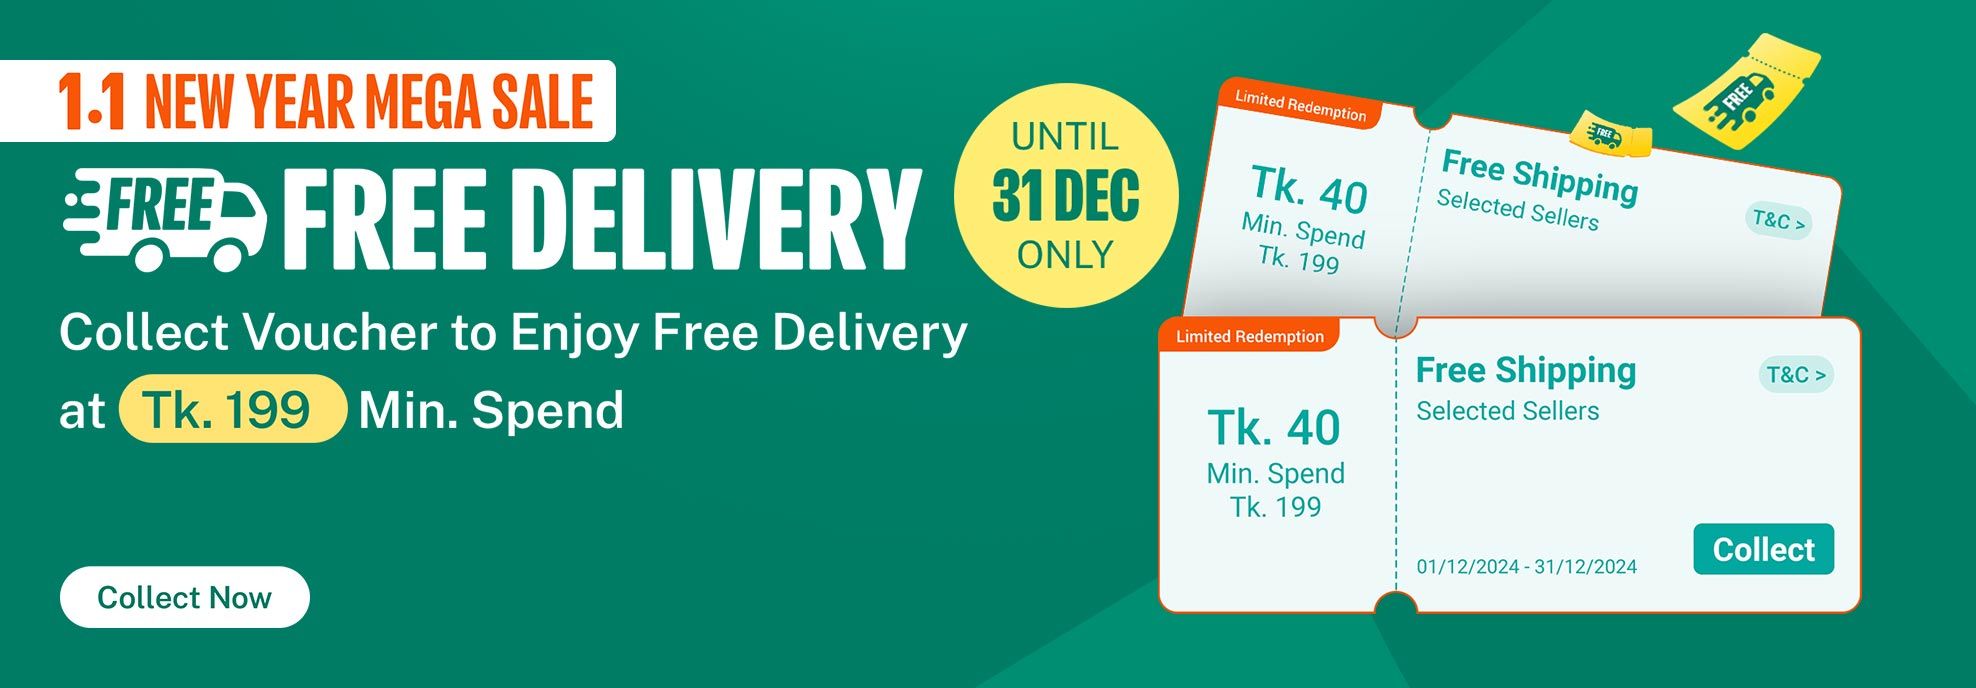 1.1 NEW YEAR MEGA SALE
FREE FREE DELIVERY
Collect Voucher to Enjoy Free Delivery
at Tk. 199 Min. Spend
Collect Now
UNTIL
31 DEC
ONLY
Limited Redemption
Tk. 40
Min. Spend
Tk. 199
Free Shipping
Selected Sellers
T&C >
FREE
FREE
Limited Redemption
Tk. 40
Min. Spend
Tk. 199
Free Shipping
Selected Sellers
T&C >
01/12/2024 - 31/12/2024
Collect